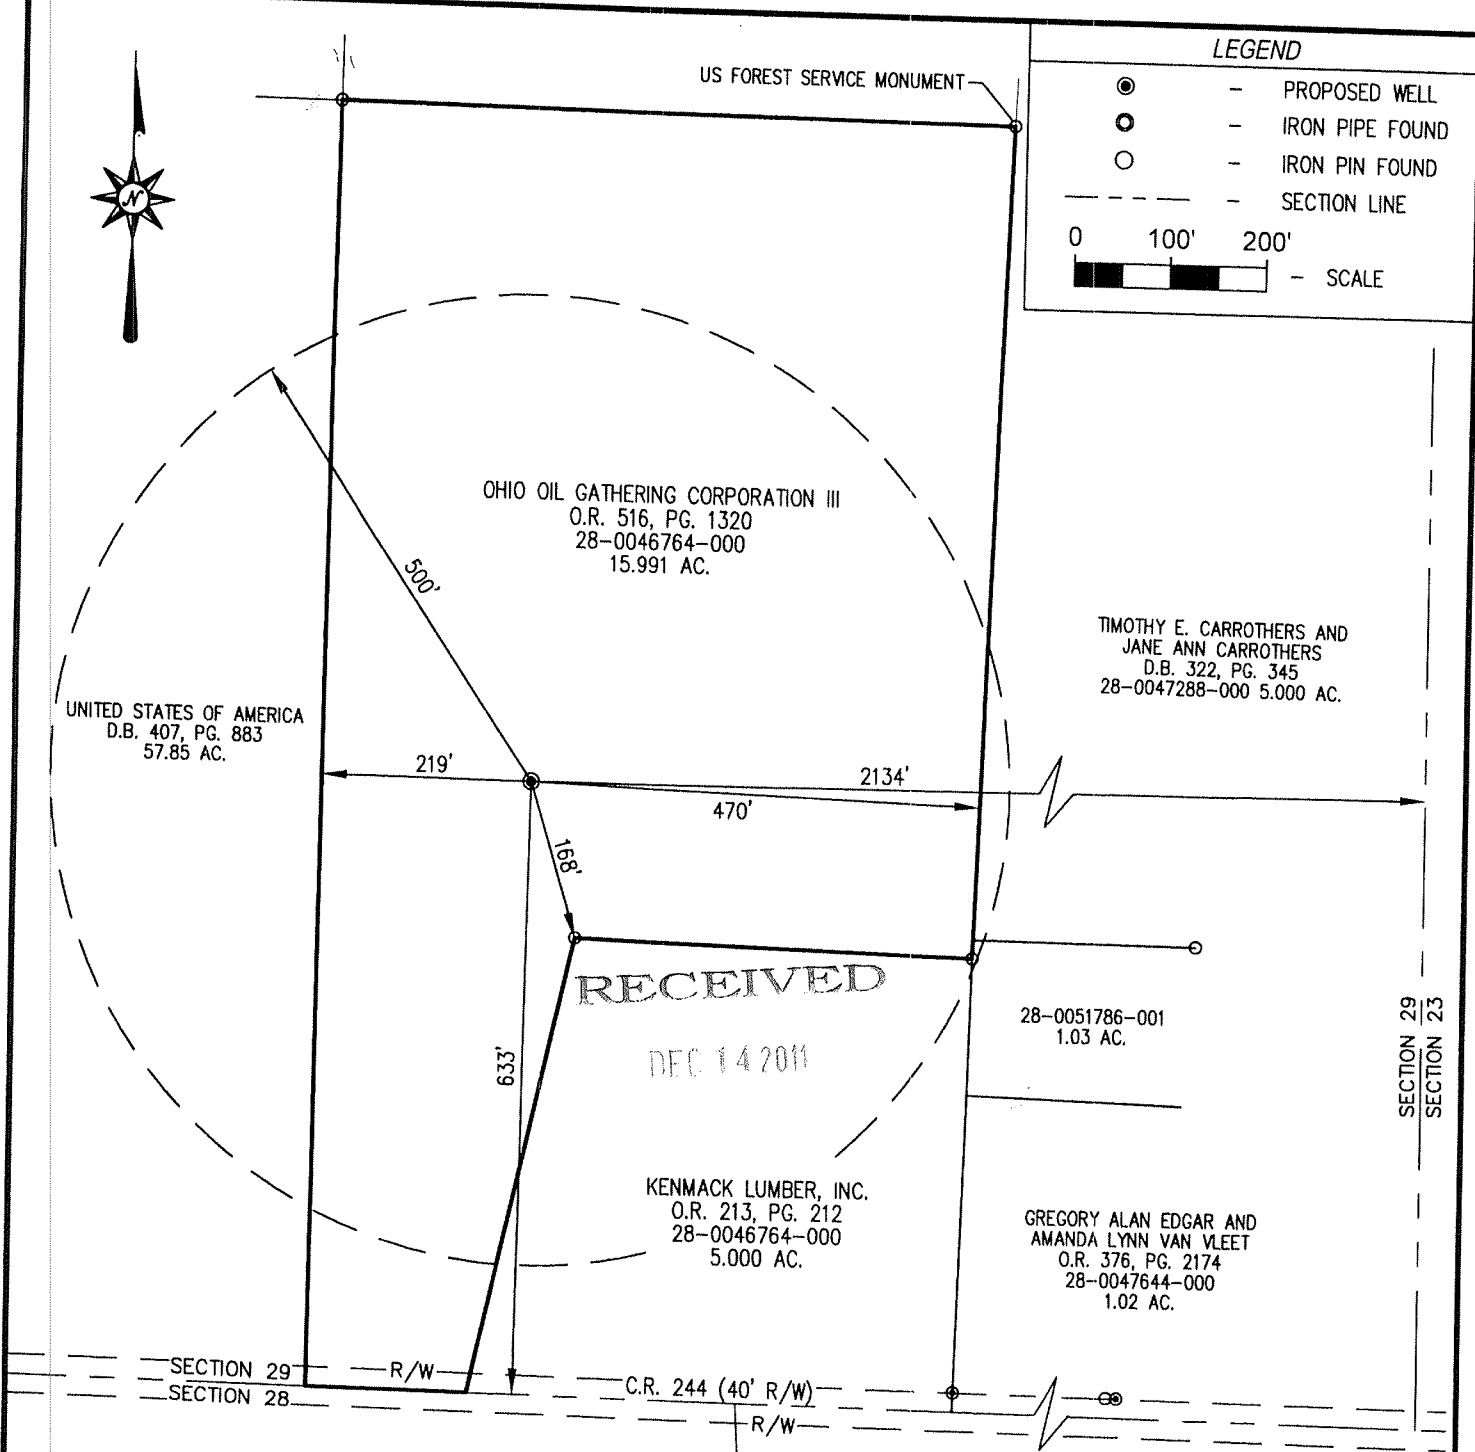 US FOREST SERVICE MONUMENT
LEGEND
– PROPOSED WELL
– IRON PIPE FOUND
– IRON PIN FOUND
– SECTION LINE
0 100' 200'
– SCALE
N
OHIO OIL GATHERING CORPORATION III
O.R. 516, PG. 1320
28-0046764-000
15.991 AC.
500'
TIMOTHY E. CARROTHERS AND
JANE ANN CARROTHERS
D.B. 322, PG. 345
28-0047288-000 5.000 AC.
UNITED STATES OF AMERICA
D.B. 407, PG. 883
57.85 AC.
219'
2134'
470'
168'
RECEIVED
DEC 14 2011
633'
28-0051786-001
1.03 AC.
SECTION 29
SECTION 23
KENMACK LUMBER, INC.
O.R. 213, PG. 212
28-0046764-000
5.000 AC.
GREGORY ALAN EDGAR AND
AMANDA LYNN VAN VLEET
O.R. 376, PG. 2174
28-0047644-000
1.02 AC.
SECTION 29
R/W
SECTION 28
C.R. 244 (40' R/W)
R/W